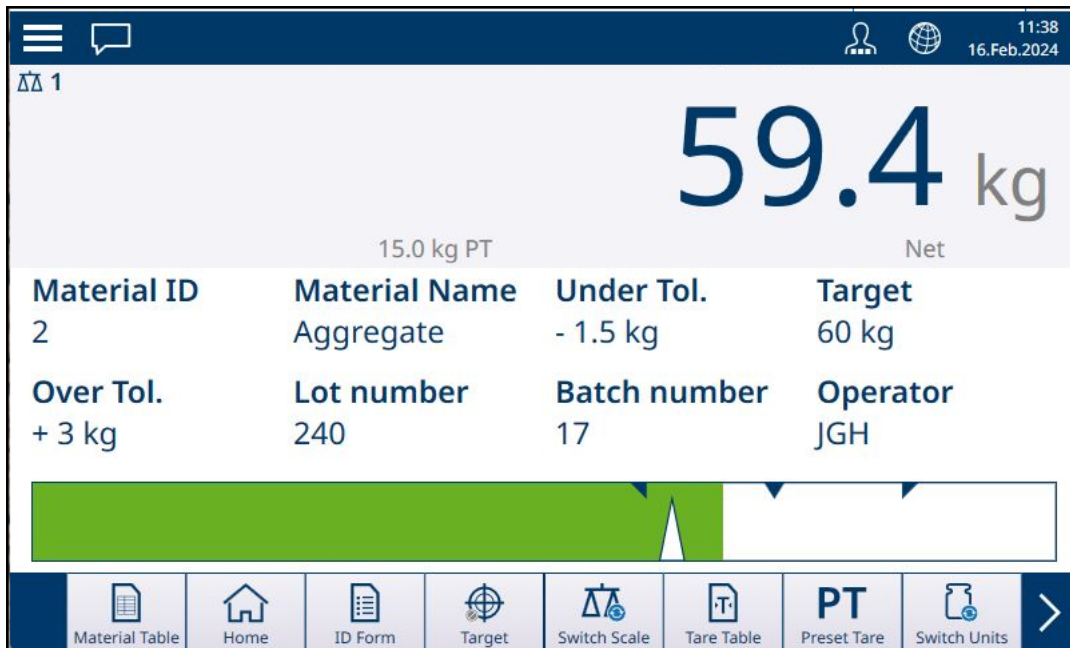 11:38
16.Feb.2024
1
59.4 kg
15.0 kg PT
Net
Material ID
2
Material Name
Aggregate
Under Tol.
- 1.5 kg
Target
60 kg
Over Tol.
+ 3 kg
Lot number
240
Batch number
17
Operator
JGH
Material Table
Home
ID Form
Target
Switch Scale
T
Tare Table
PT
Preset Tare
Switch Units